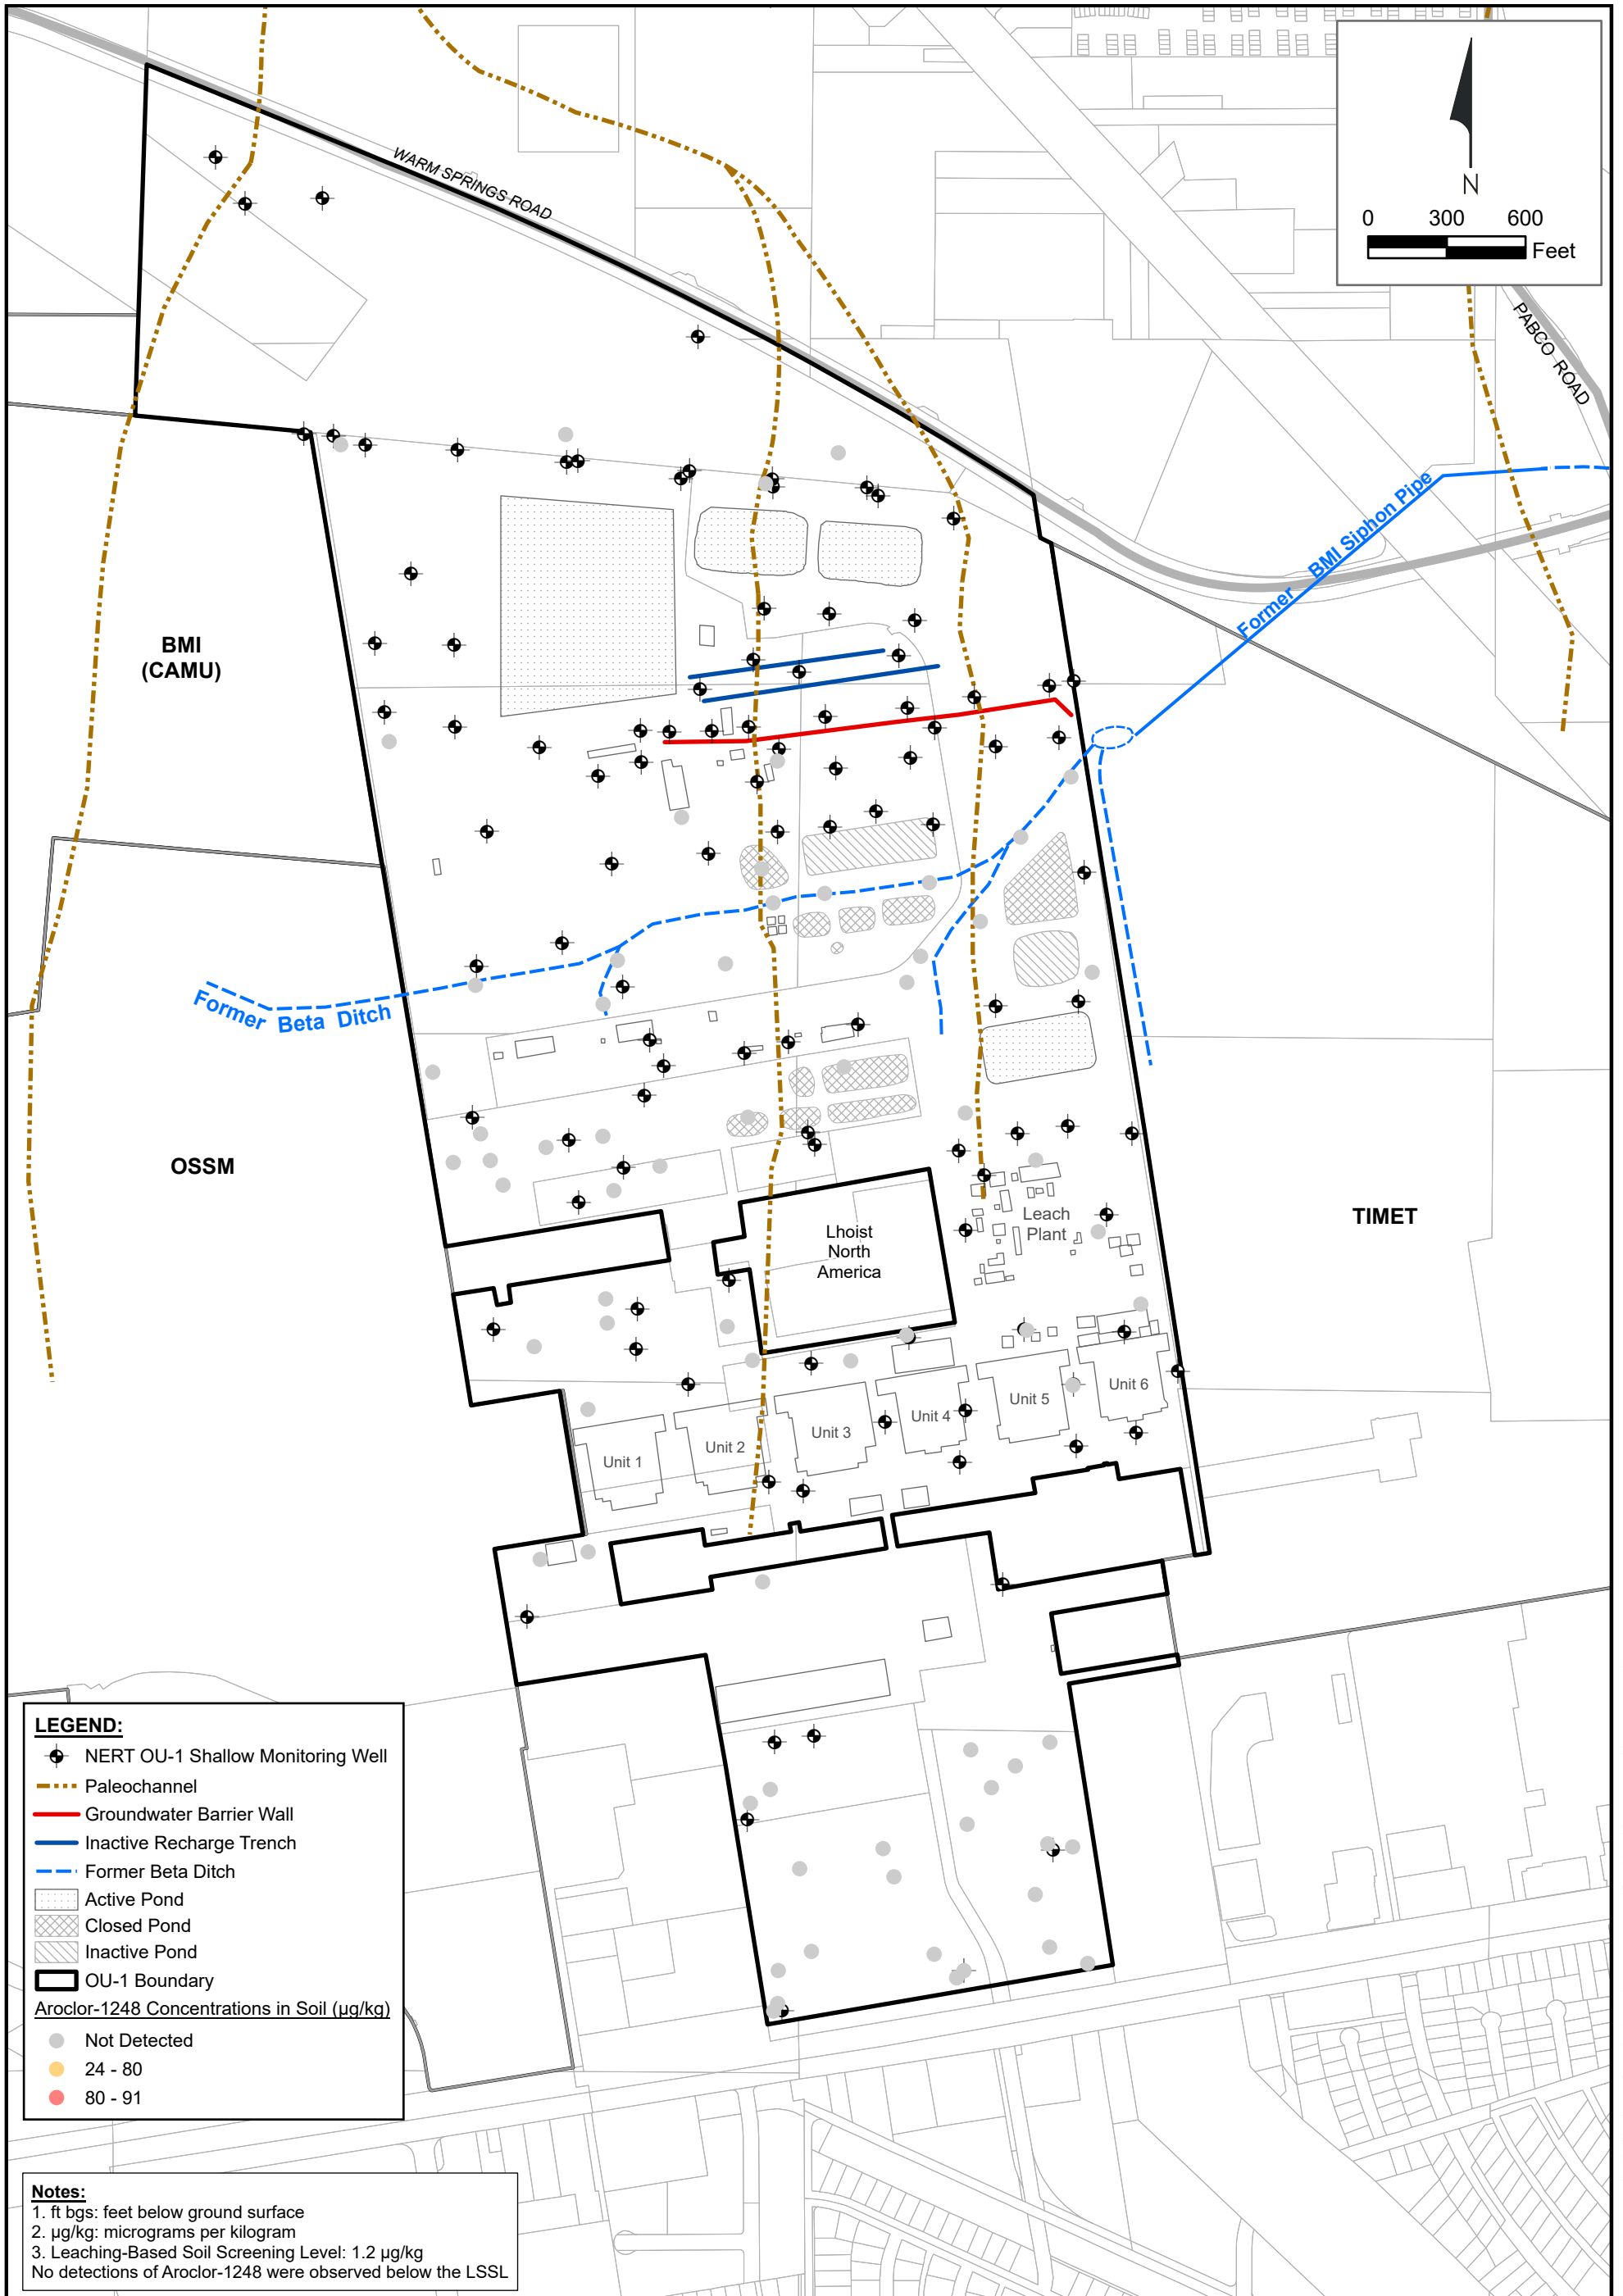 WARM SPRINGS ROAD
N
0 300 600
Feet
PABCO ROAD
Former BMI Siphon Pipe
BMI
(CAMU)
Former Beta Ditch
OSSM
TIMET
Lhoist
North
America
Leach
Plant
Unit 1
Unit 2
Unit 3
Unit 4
Unit 5
Unit 6
LEGEND:
NERT OU-1 Shallow Monitoring Well
Paleochannel
Groundwater Barrier Wall
Inactive Recharge Trench
Former Beta Ditch
Active Pond
Closed Pond
Inactive Pond
OU-1 Boundary
Aroclor-1248 Concentrations in Soil (µg/kg)
Not Detected
24 - 80
80 - 91
Notes:
1. ft bgs: feet below ground surface
2. µg/kg: micrograms per kilogram
3. Leaching-Based Soil Screening Level: 1.2 µg/kg
No detections of Aroclor-1248 were observed below the LSSL